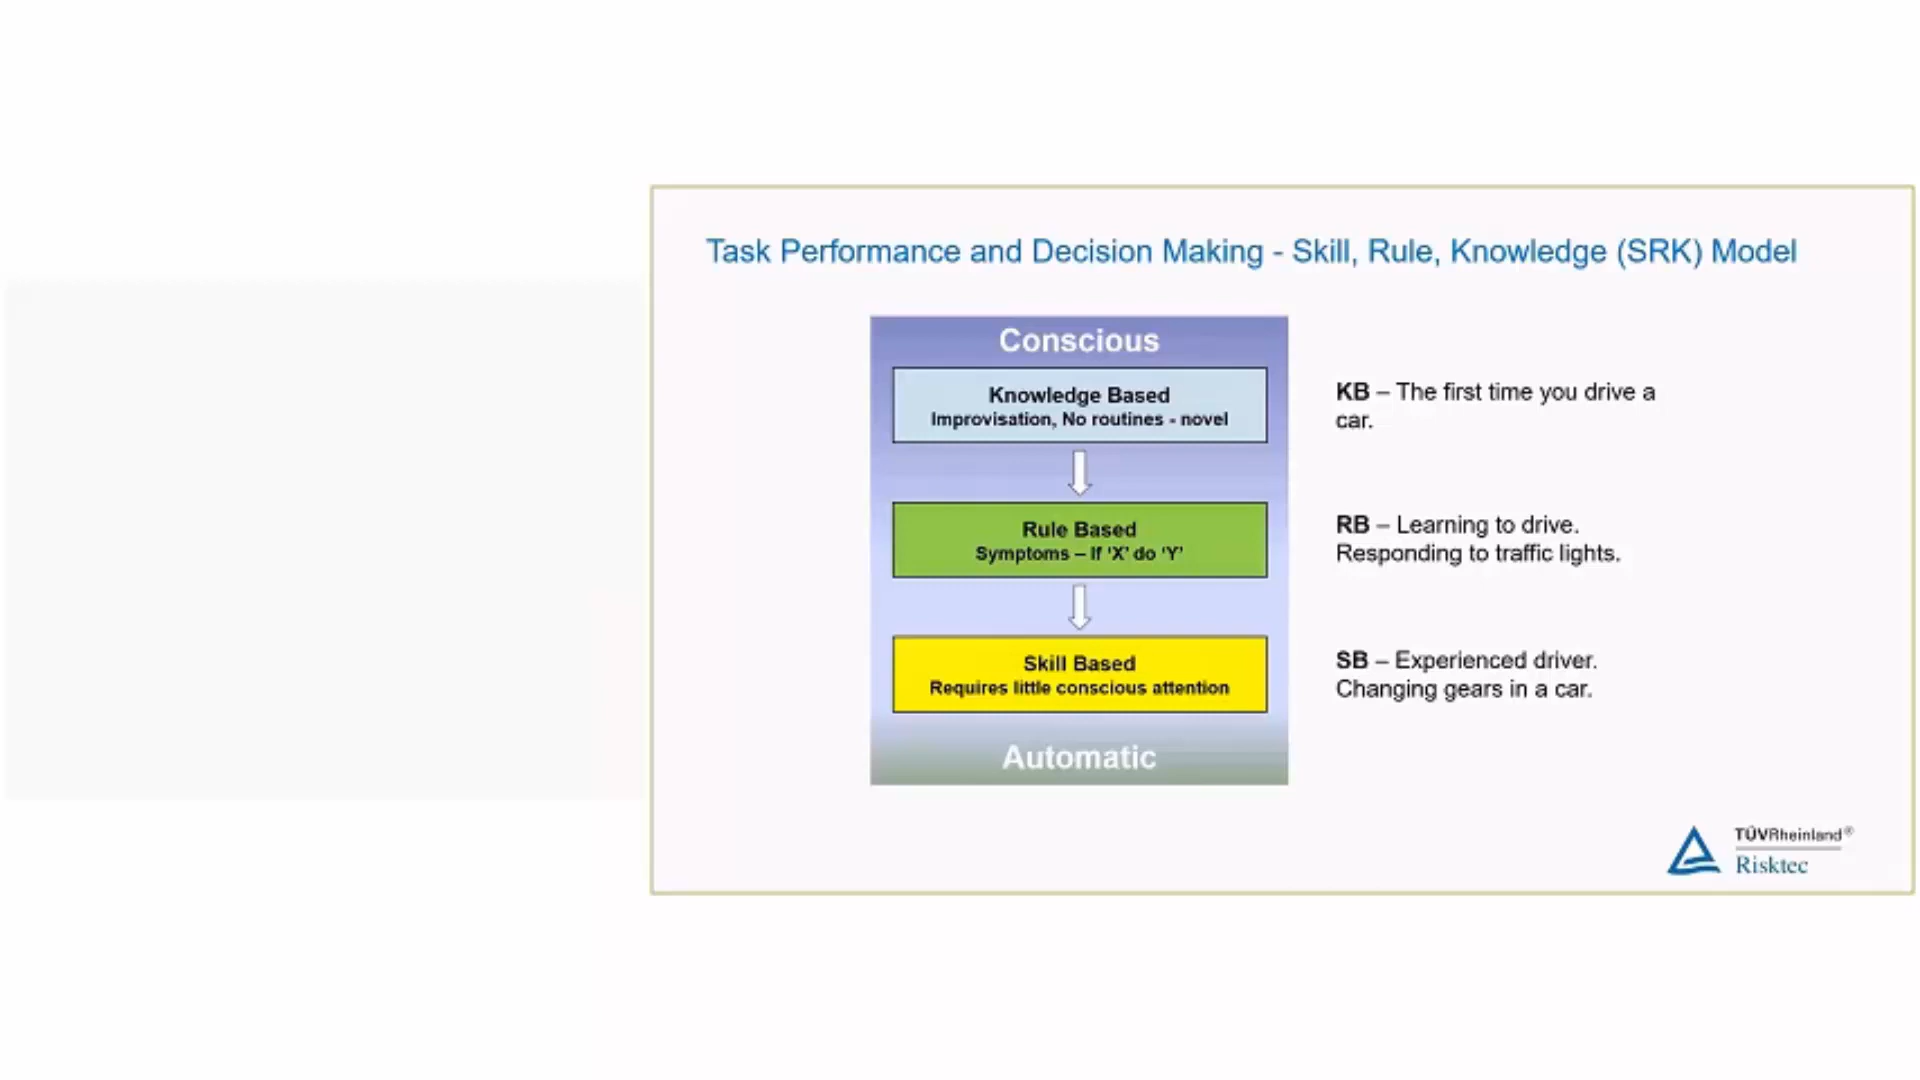 Task Performance and Decision Making - Skill, Rule, Knowledge (SRK) Model
Conscious
Knowledge Based
Improvisation, No routines - novel
KB – The first time you drive a
car.
Rule Based
Symptoms – If ‘X’ do ‘Y’
RB – Learning to drive.
Responding to traffic lights.
Skill Based
Requires little conscious attention
SB – Experienced driver.
Changing gears in a car.
Automatic
TÜVRheinland®
Risktec